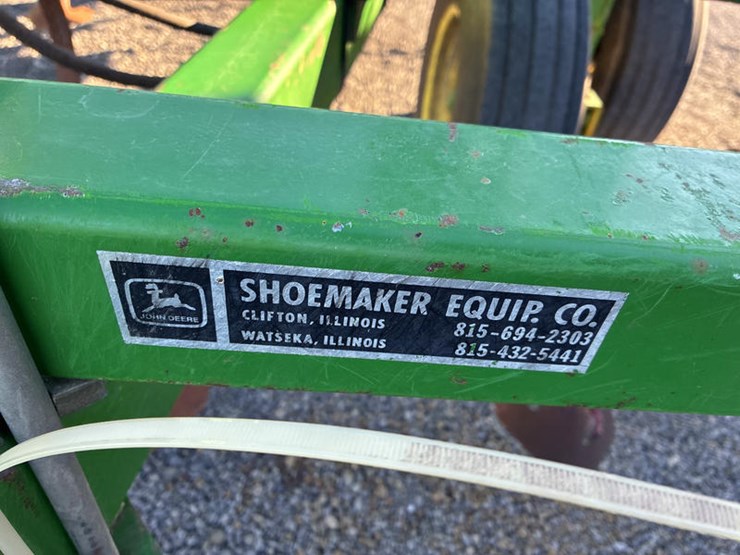 JOHN DEERE
SHOEMAKER EQUIP. CO.
CLIFTON, ILLINOIS 815-694-2303
WATSEKA, ILLINOIS 815-432-5441